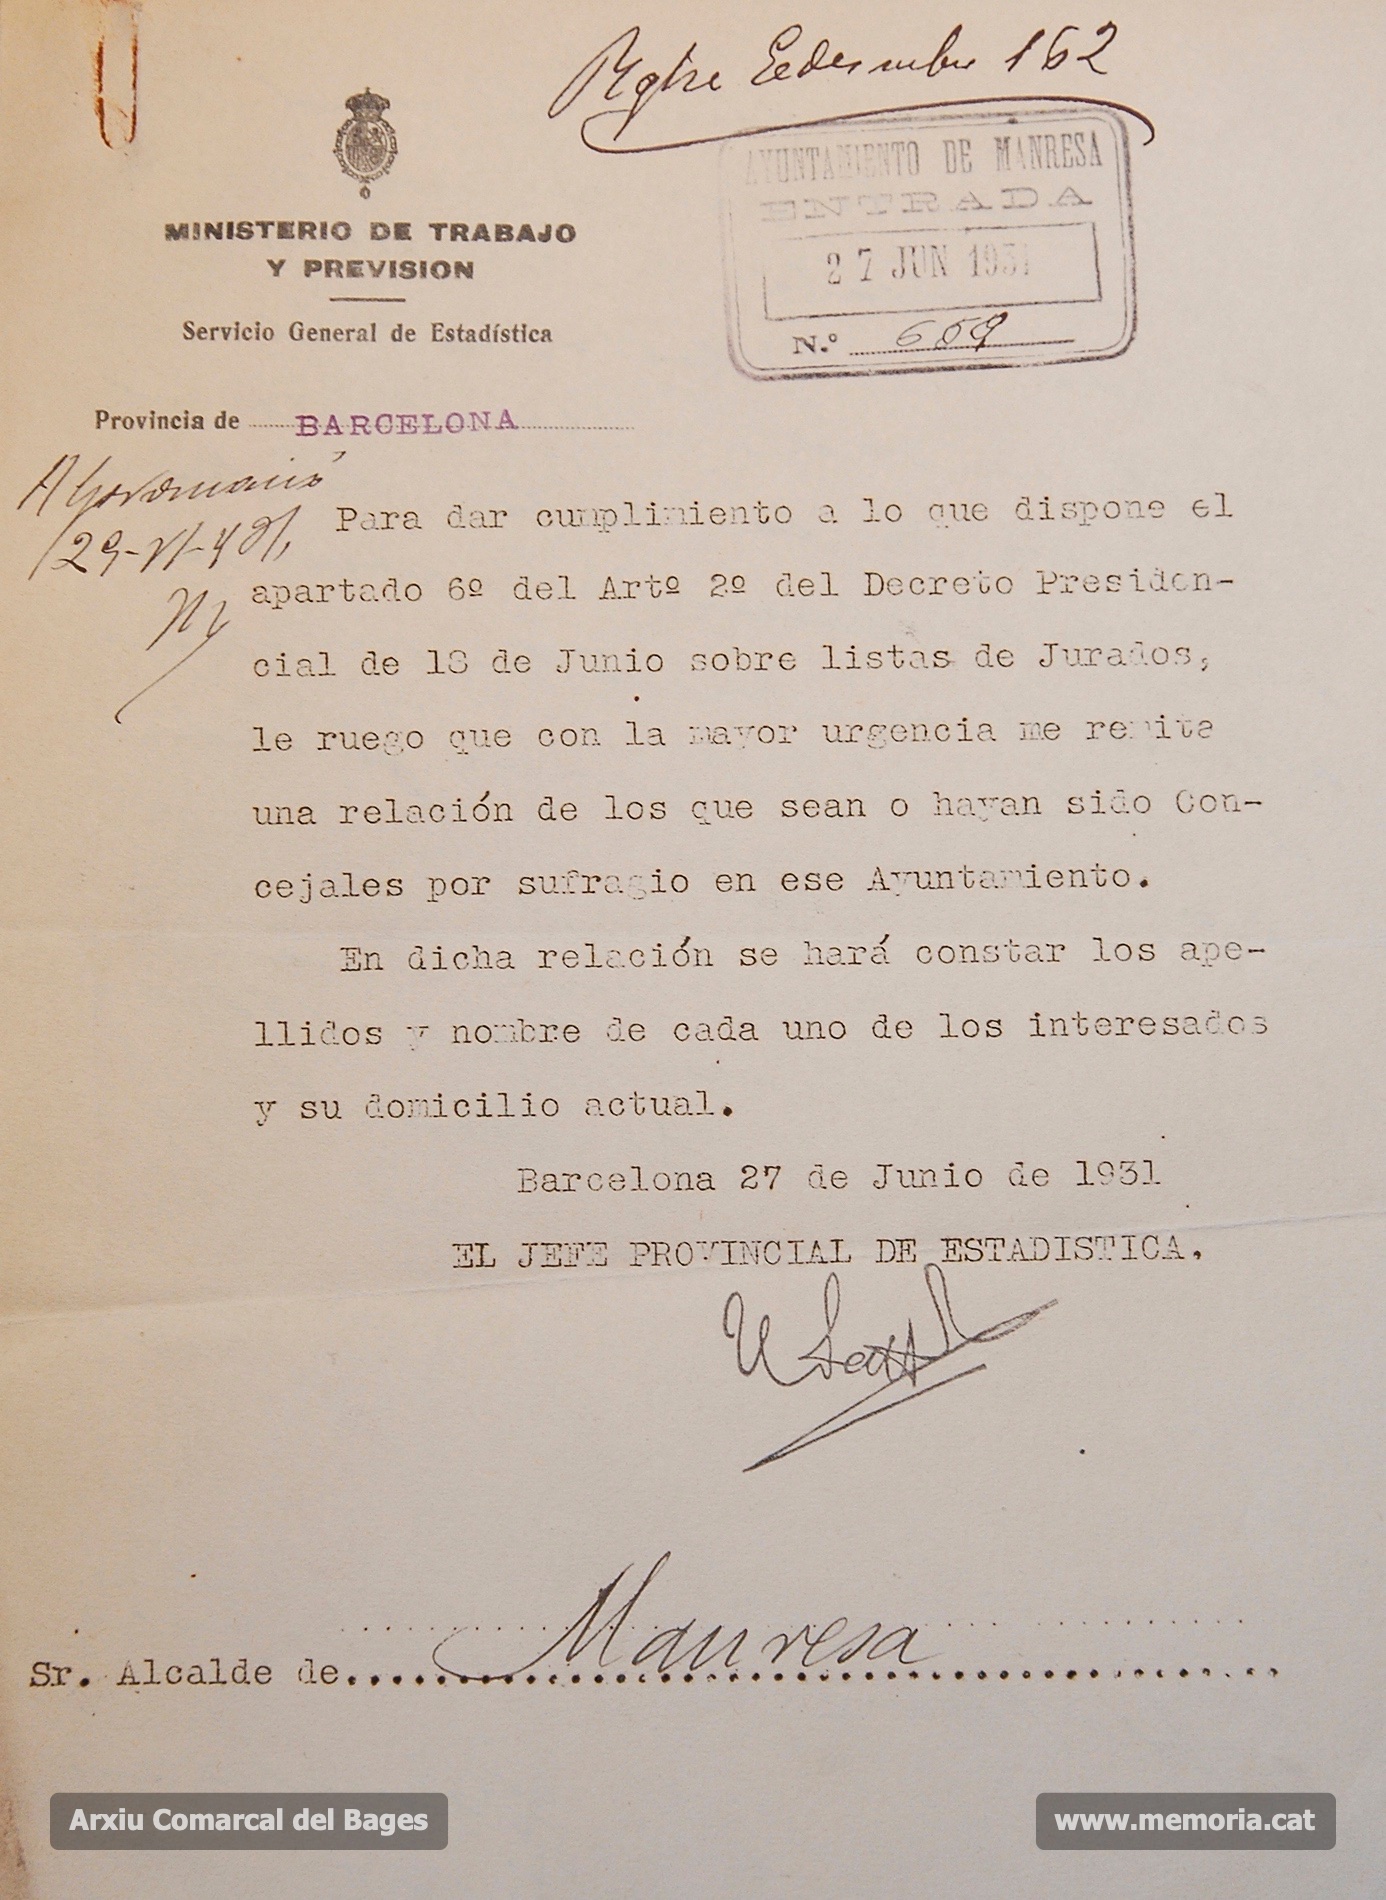 162
AYUNTAMIENTO DE MANRESA
ENTRADA
27 JUN 1931
N.º 659
MINISTERIO DE TRABAJO
Y PREVISION
Servicio General de Estadística
Provincia de BARCELONA
Para dar cumplimiento a lo que dispone el
apartado 6º del Artº 2º del Decreto Presiden-
cial de 18 de Junio sobre listas de Jurados,
le ruego que con la mayor urgencia me remita
una relación de los que sean o hayan sido Con-
cejales por sufragio en ese Ayuntamiento.
En dicha relación se hará constar los ape-
llidos y nombre de cada uno de los interesados
y su domicilio actual.
Barcelona 27 de Junio de 1931
EL JEFE PROVINCIAL DE ESTADISTICA.
Sr. Alcalde de Manresa
Arxiu Comarcal del Bages
www.memoria.cat